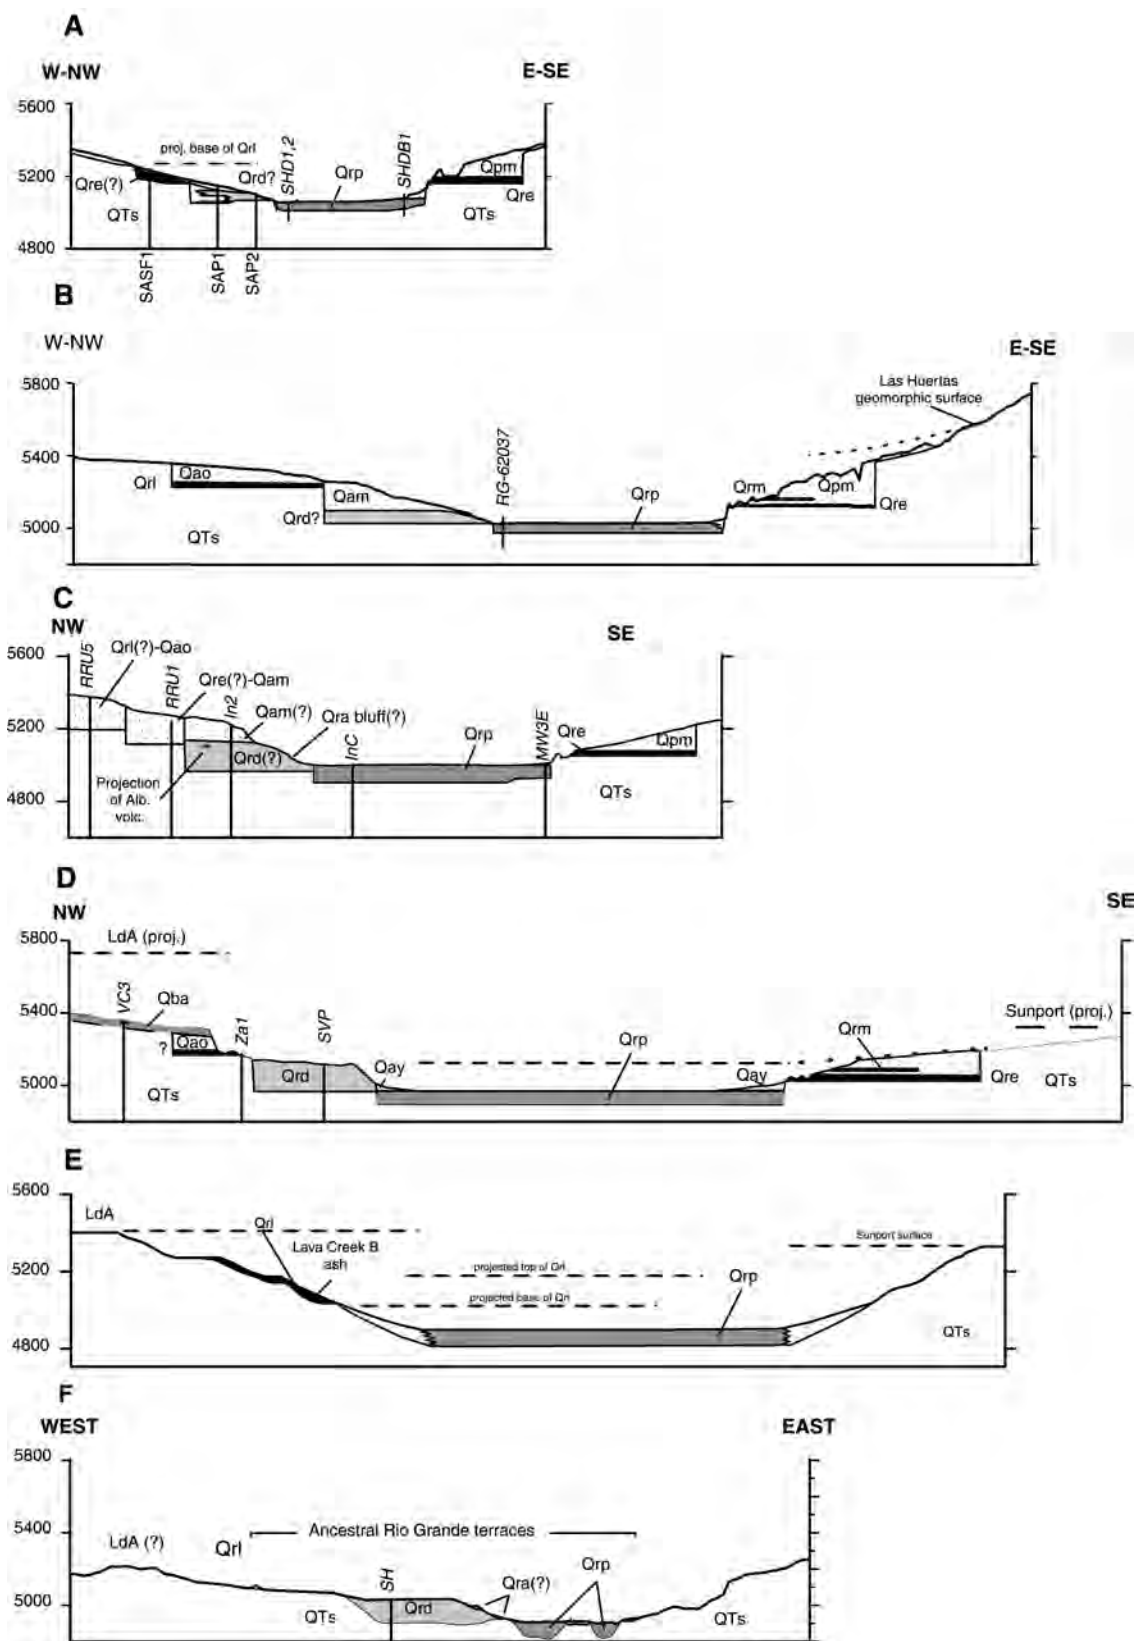 A
W-NW
E-SE
5600
proj. base of Qrl
Qrd?
SHD1,2
Qrp
SHDB1
Qpm
5200
Qre(?)
Qre
QTs
QTs
4800
SASF1
SAP1
SAP2
B
W-NW
E-SE
5800
Las Huertas
geomorphic surface
RG-62037
5400
Qao
Qrl
Qam
Qrm
Qpm
Qrp
Qre
Qrd?
5000
QTs
C
NW
SE
5600
RRU5
Qrl(?)-Qao
RRU1
Qre(?)-Qam
In2
Qam(?)
Qra bluff(?)
5200
InC
Qrp
MW3E
Qre
Qpm
Qrd(?)
Projection
of Alb.
volc.
QTs
4800
D
NW
SE
5800
LdA (proj.)
VC3
Qba
5400
Za1
SVP
Sunport (proj.)
Qao
?
Qrp
Qrm
Qrd
Qay
Qay
Qre
QTs
5000
QTs
E
5600
LdA
Qrl
Lava Creek B
ash
Sunport surface
5200
projected top of Qrl
projected base of Qrl
Qrp
QTs
4800
F
WEST
EAST
5800
5400
Ancestral Rio Grande terraces
LdA (?)
Qrl
SH
Qrp
Qra(?)
5000
QTs
Qrd
QTs